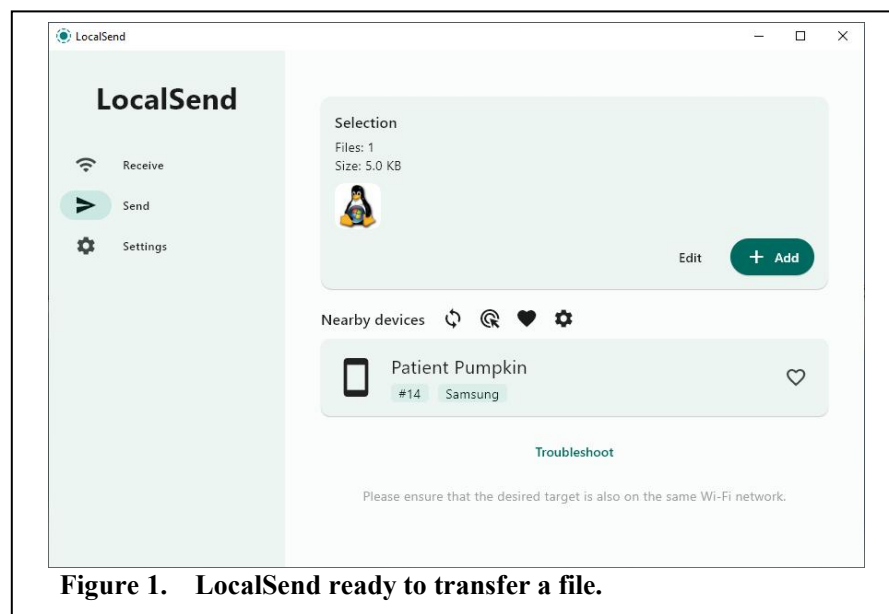 LocalSend
LocalSend
Receive
Send
Settings
Selection
Files: 1
Size: 5.0 KB
Edit
+ Add
Nearby devices
Patient Pumpkin
#14 Samsung
Troubleshoot
Please ensure that the desired target is also on the same Wi-Fi network.
Figure 1. LocalSend ready to transfer a file.